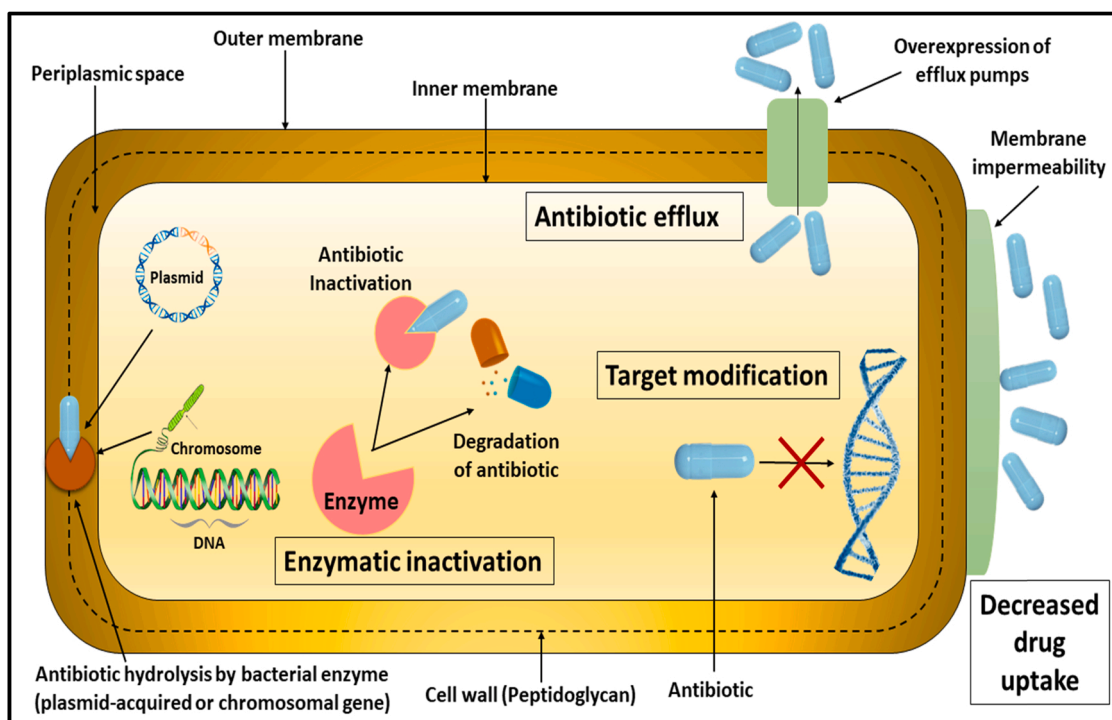 Outer membrane
Periplasmic space
Inner membrane
Overexpression of
efflux pumps
Membrane
impermeability
Antibiotic efflux
Plasmid
Antibiotic
Inactivation
Target modification
Chromosome
Degradation
of antibiotic
Enzyme
DNA
Enzymatic inactivation
Decreased
drug
uptake
Antibiotic hydrolysis by bacterial enzyme
(plasmid-acquired or chromosomal gene)
Cell wall (Peptidoglycan)
Antibiotic